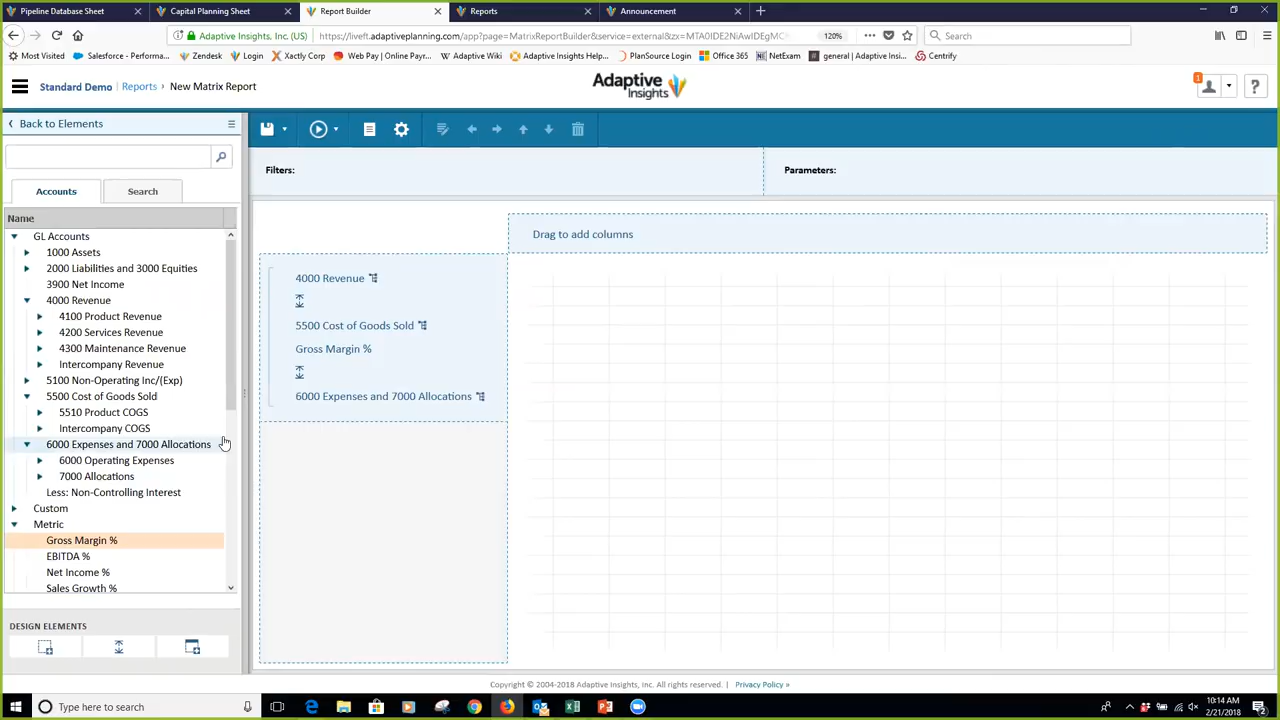 Pipeline Database Sheet
Capital Planning Sheet
Report Builder
Reports
Announcement
Adaptive Insights, Inc. (US)
https://liveft.adaptiveplanning.com/app?page=MatrixReportBuilder&service=external&zx=MTA0IDE2NiAwIDEgMC
120%
Search
Most Visited
Salesforce - Performa...
Zendesk
Login
Xactly Corp
Web Pay (Online Payr...
Adaptive Wiki
Adaptive Insights Help...
PlanSource Login
Office 365
NetExam
general | Adaptive Insi...
Centrify
Standard Demo
Reports
New Matrix Report
Adaptive
Insights
1
?
Back to Elements
Accounts
Search
Name
GL Accounts
1000 Assets
2000 Liabilities and 3000 Equities
3900 Net Income
4000 Revenue
4100 Product Revenue
4200 Services Revenue
4300 Maintenance Revenue
Intercompany Revenue
5100 Non-Operating Inc/(Exp)
5500 Cost of Goods Sold
5510 Product COGS
Intercompany COGS
6000 Expenses and 7000 Allocations
6000 Operating Expenses
7000 Allocations
Less: Non-Controlling Interest
Custom
Metric
Gross Margin %
EBITDA %
Net Income %
Sales Growth %
DESIGN ELEMENTS
Filters:
Parameters:
Drag to add columns
4000 Revenue
5500 Cost of Goods Sold
Gross Margin %
6000 Expenses and 7000 Allocations
Copyright © 2004-2018 Adaptive Insights, Inc. All rights reserved. | Privacy Policy »
Type here to search
10:14 AM
2/21/2018
2